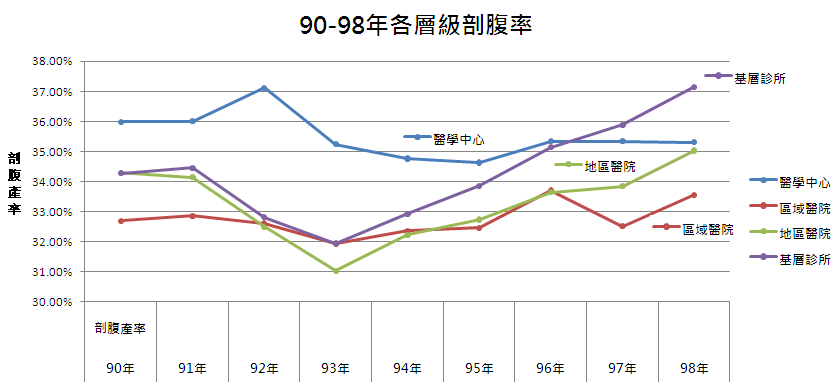 90-98年各層級剖腹率
38.00%
37.00%
36.00%
35.00%
34.00%
33.00%
32.00%
31.00%
30.00%
剖腹產率
基層診所
醫學中心
地區醫院
區域醫院
醫學中心
區域醫院
地區醫院
基層診所
剖腹產率
90年 91年 92年 93年 94年 95年 96年 97年 98年